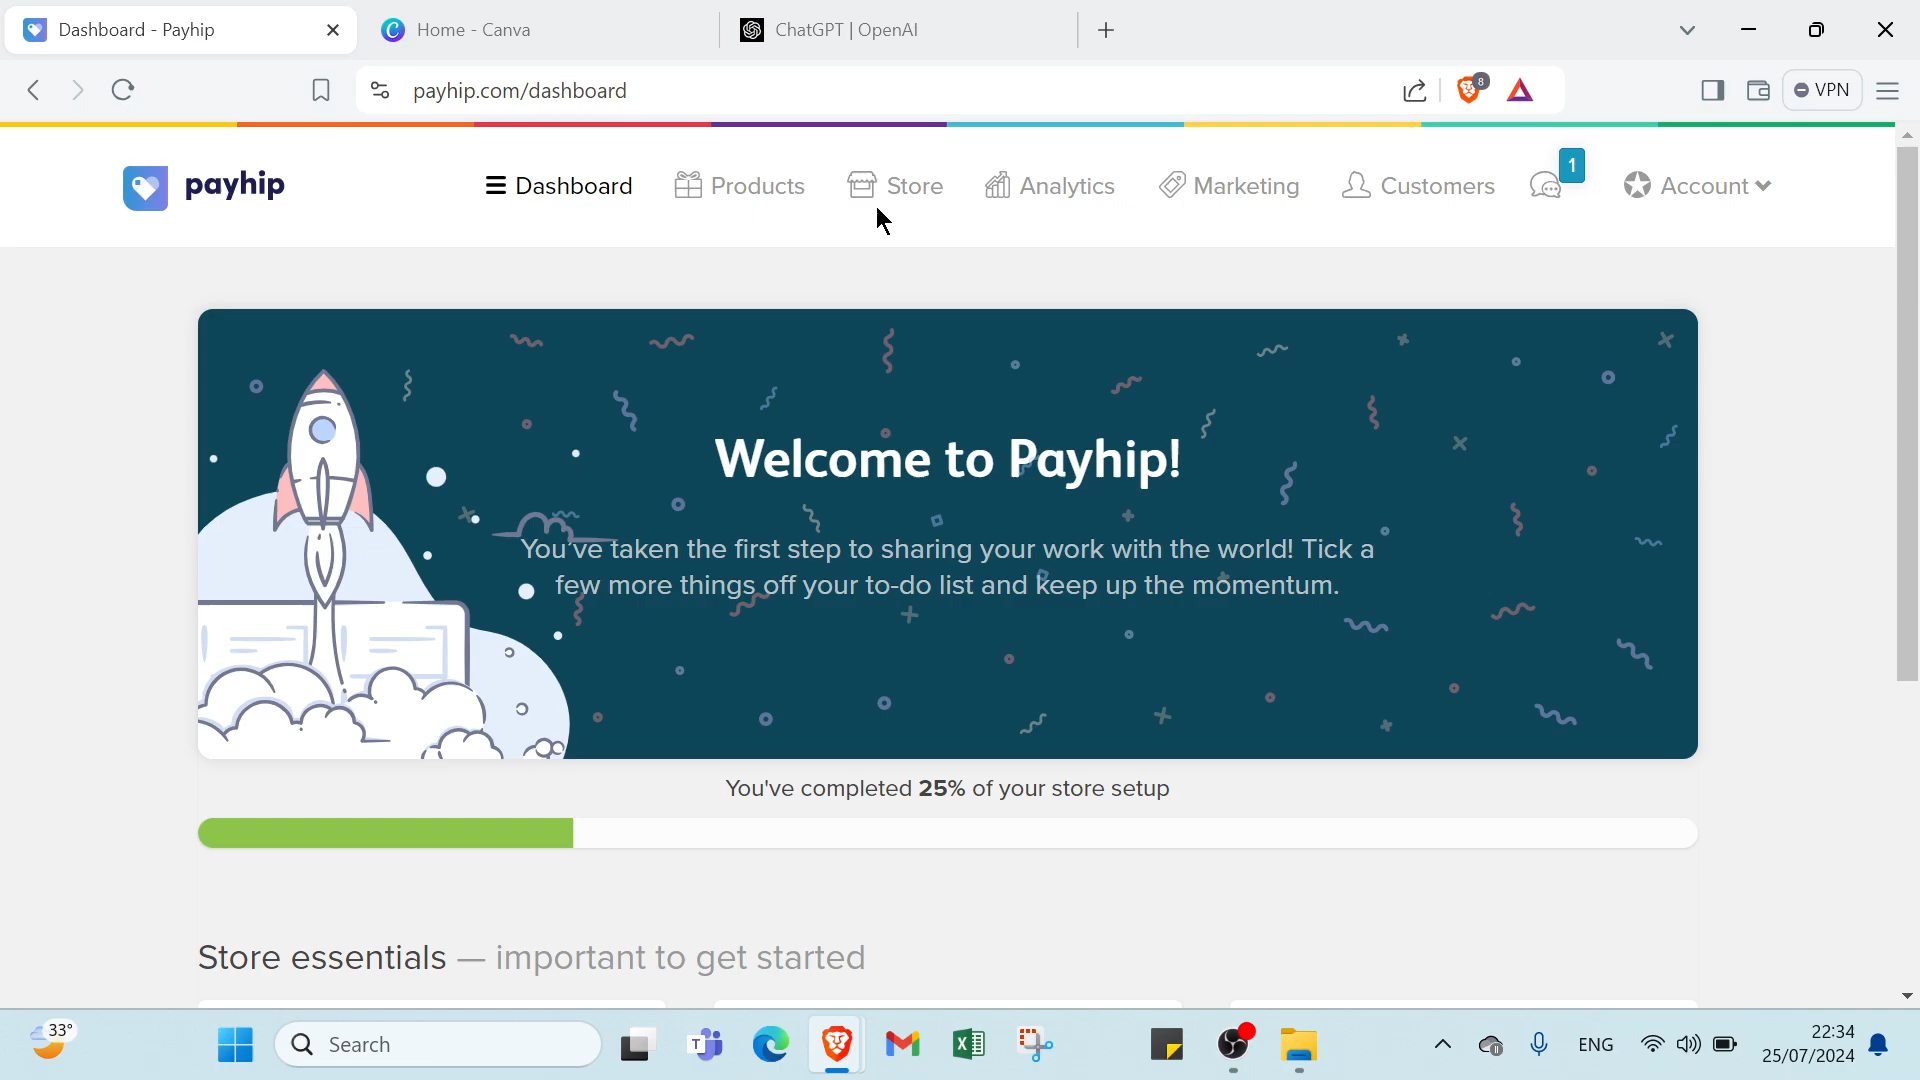 Dashboard - Payhip
Home - Canva
ChatGPT | OpenAI
payhip.com/dashboard
8
VPN
payhip
Dashboard
Products
Store
Analytics
Marketing
Customers
1
Account
Welcome to Payhip!
You've taken the first step to sharing your work with the world! Tick a
few more things off your to-do list and keep up the momentum.
You've completed 25% of your store setup
Store essentials — important to get started
33°
Search
ENG
22:34
25/07/2024